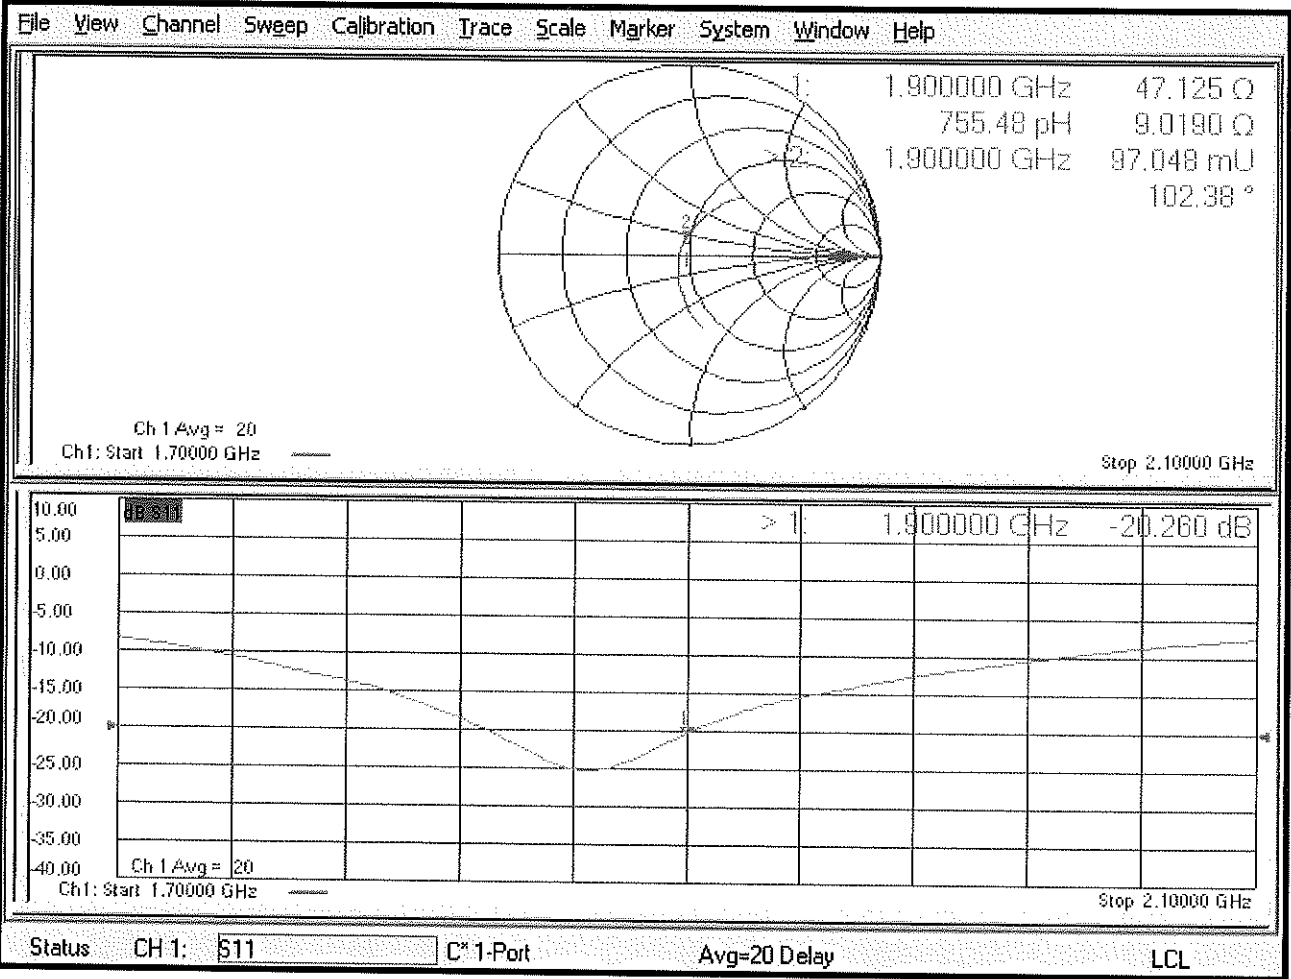 File View Channel Sweep Calibration Trace Scale Marker System Window Help
1: 1.900000 GHz 47.125 Ω
755.48 pH 9.0190 Ω
> 2: 1.900000 GHz 97.048 mU
102.38 °
2
1
Ch 1 Avg = 20
Ch1: Start 1.70000 GHz
Stop 2.10000 GHz
10.00
dB S11
> 1: 1.900000 GHz -20.260 dB
5.00
0.00
-5.00
-10.00
-15.00
-20.00
1
-25.00
-30.00
-35.00
-40.00
Ch 1 Avg = 20
Ch1: Start 1.70000 GHz
Stop 2.10000 GHz
Status CH 1: S11 C* 1-Port Avg=20 Delay LCL